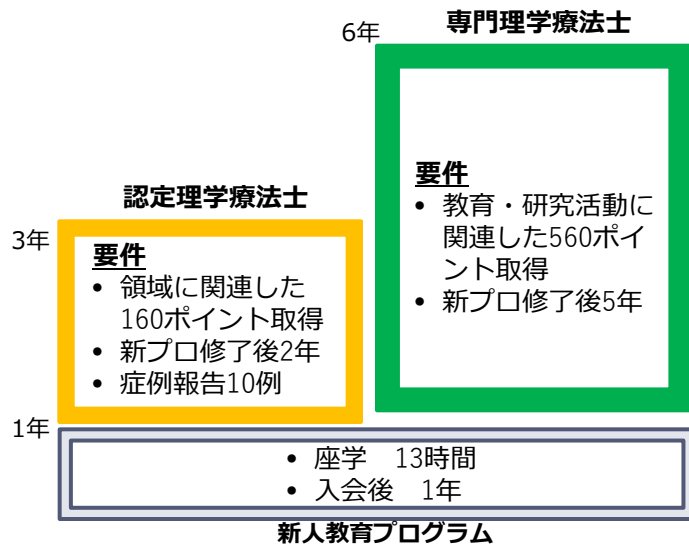 専門理学療法士
6年
要件
• 教育・研究活動に
関連した560ポイ
ント取得
• 新プロ修了後5年
認定理学療法士
3年
要件
• 領域に関連した
160ポイント取得
• 新プロ修了後2年
• 症例報告10例
1年
• 座学　13時間
• 入会後　1年
新人教育プログラム